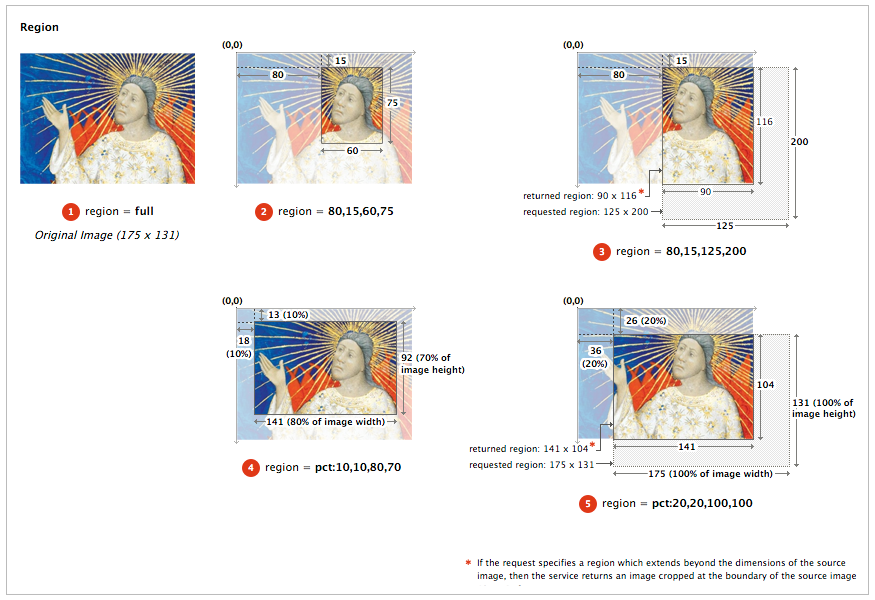 Region
(0,0)
15
80
75
60
(0,0)
15
80
116
200
90
returned region: 90 x 116 *
requested region: 125 x 200
125
1 region = full
Original Image (175 x 131)
2 region = 80,15,60,75
3 region = 80,15,125,200
(0,0)
13 (10%)
18
(10%)
92 (70% of
image height)
141 (80% of image width)
4 region = pct:10,10,80,70
(0,0)
26 (20%)
36
(20%)
104
131 (100% of
image height)
141
returned region: 141 x 104 *
requested region: 175 x 131
175 (100% of image width)
5 region = pct:20,20,100,100
* If the request specifies a region which extends beyond the dimensions of the source
image, then the service returns an image cropped at the boundary of the source image